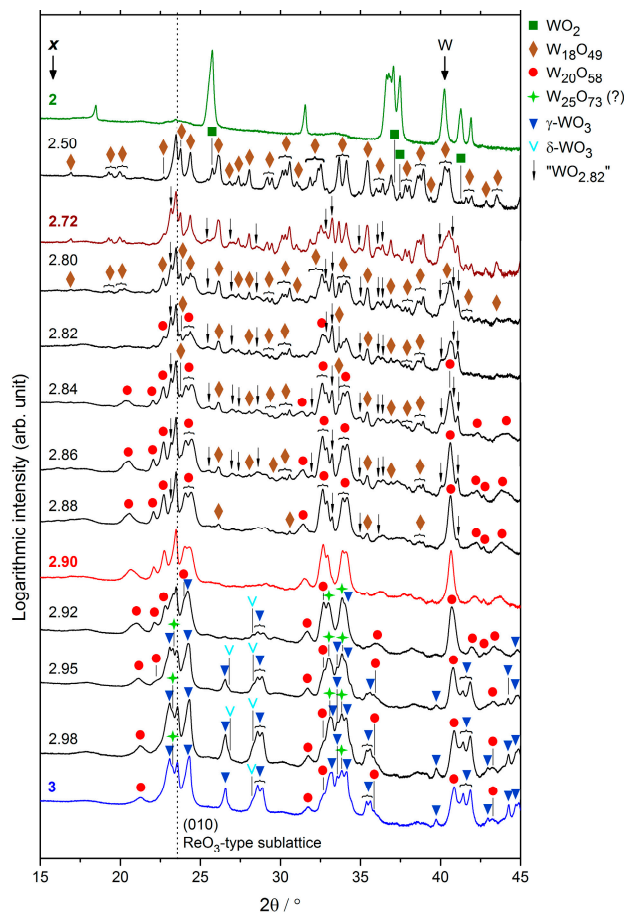 x
W
2
2.50
2.72
2.80
2.82
2.84
2.86
2.88
2.90
2.92
2.95
2.98
3
WO₂
W₁₈O₄₉
W₂₀O₅₈
W₂₅O₇₃ (?)
γ-WO₃
δ-WO₃
"WO₂.₈₂"
Logarithmic intensity (arb. unit)
(010)
ReO₃-type sublattice
15 20 25 30 35 40 45
2θ / °